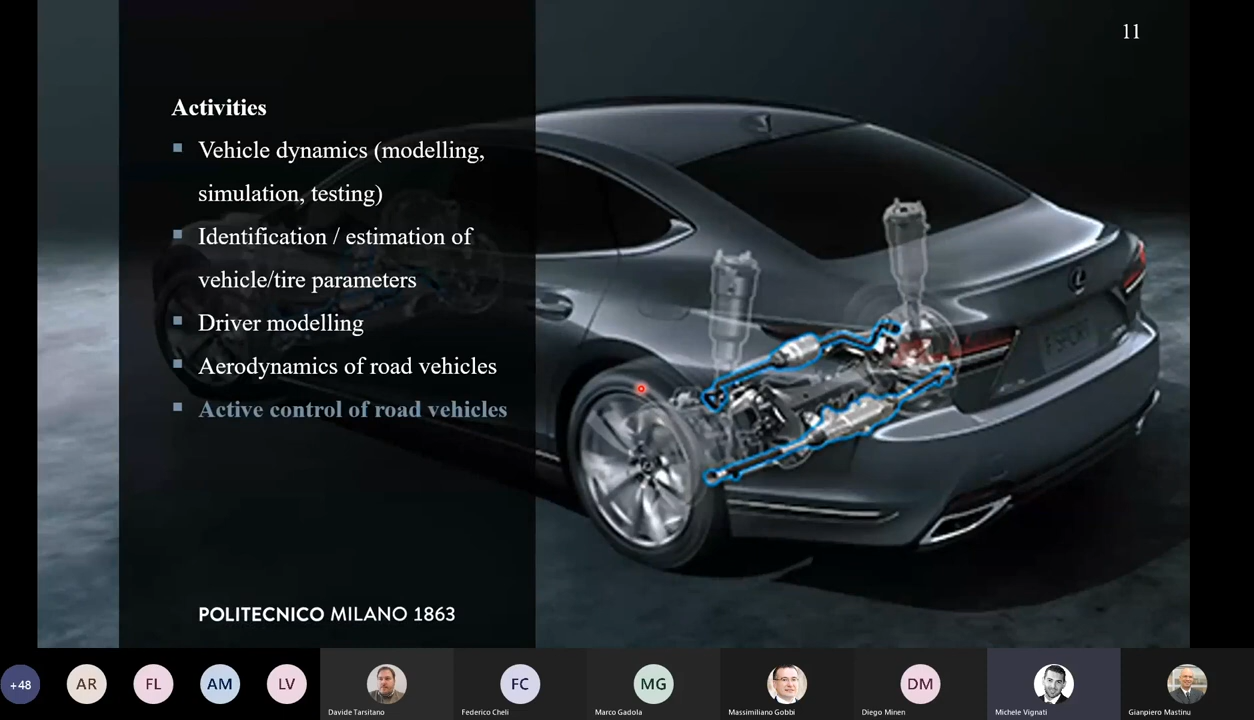 11
Activities
Vehicle dynamics (modelling,
simulation, testing)
Identification / estimation of
vehicle/tire parameters
Driver modelling
Aerodynamics of road vehicles
Active control of road vehicles
F SPORT
POLITECNICO MILANO 1863
+48
AR
FL
AM
LV
FC
MG
DM
Davide Tarsitano
Federico Cheli
Marco Gadola
Massimiliano Gobbi
Diego Minen
Michele Vignati
Gianpiero Mastinu